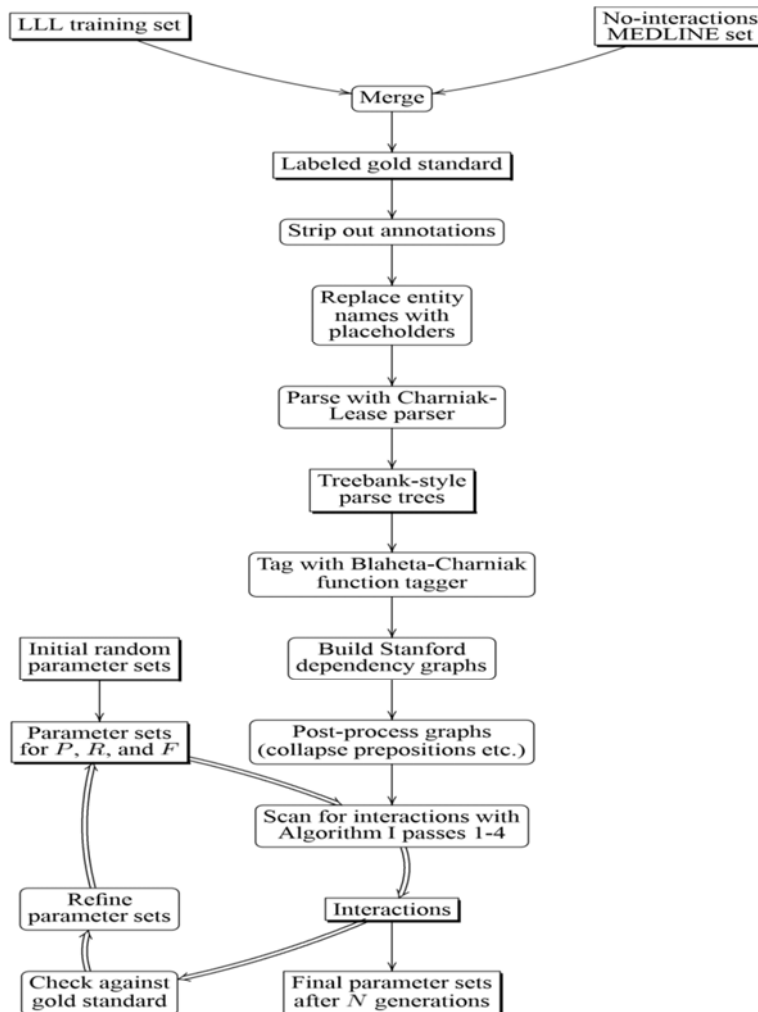 LLL training set
No-interactions
MEDLINE set
Merge
Labeled gold standard
Strip out annotations
Replace entity
names with
placeholders
Parse with Charniak-
Lease parser
Treebank-style
parse trees
Tag with Blaheta-Charniak
function tagger
Build Stanford
dependency graphs
Initial random
parameter sets
Parameter sets
for P, R, and F
Post-process graphs
(collapse prepositions etc.)
Scan for interactions with
Algorithm I passes 1-4
Refine
parameter sets
Interactions
Check against
gold standard
Final parameter sets
after N generations